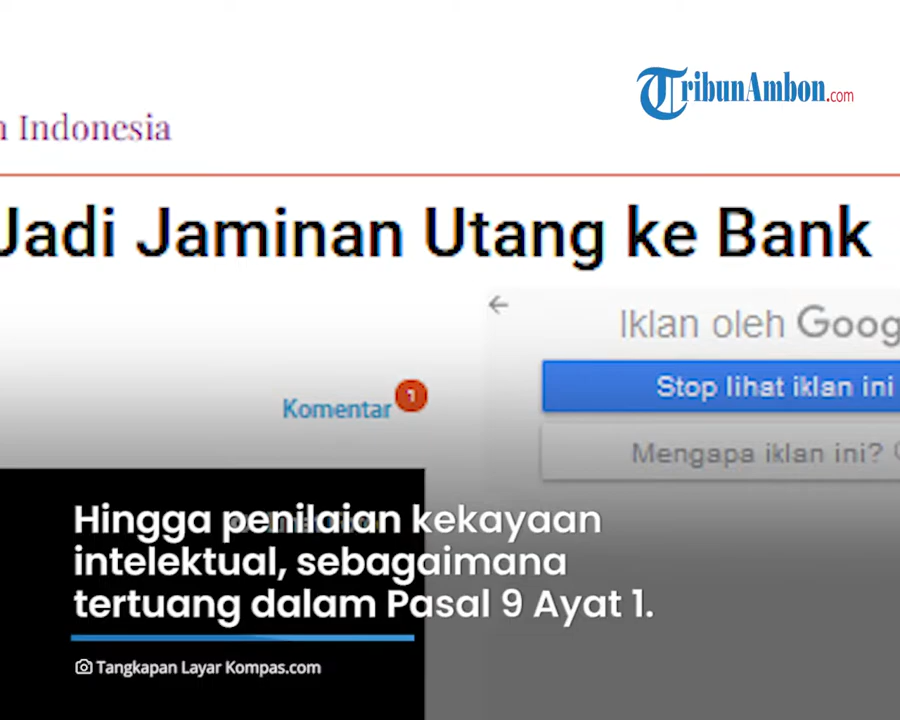 TribunAmbon.com
n Indonesia
Jadi Jaminan Utang ke Bank
Iklan oleh Goog
Stop lihat iklan ini
Komentar 1
Mengapa iklan ini?
Hingga penilaian kekayaan
intelektual, sebagaimana
tertuang dalam Pasal 9 Ayat 1.
Tangkapan Layar Kompas.com